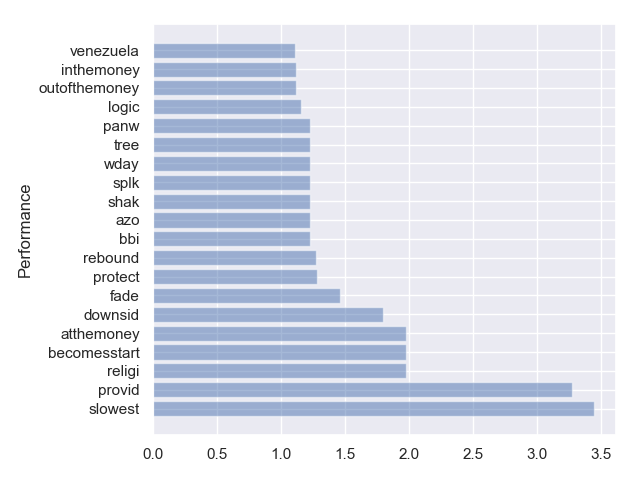 Performance
venezuela
inthemoney
outofthemoney
logic
panw
tree
wday
splk
shak
azo
bbi
rebound
protect
fade
downsid
atthemoney
becomesstart
religi
provid
slowest
0.0 0.5 1.0 1.5 2.0 2.5 3.0 3.5